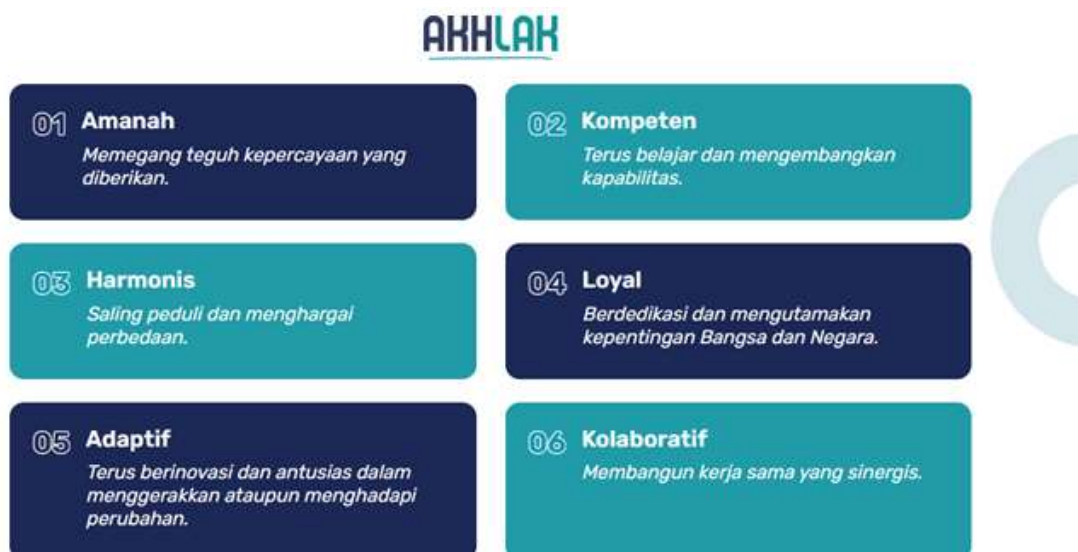 AKHLAK
01 Amanah
Memegang teguh kepercayaan yang
diberikan.
02 Kompeten
Terus belajar dan mengembangkan
kapabilitas.
03 Harmonis
Saling peduli dan menghargai
perbedaan.
04 Loyal
Berdedikasi dan mengutamakan
kepentingan Bangsa dan Negara.
05 Adaptif
Terus berinovasi dan antusias dalam
menggerakkan ataupun menghadapi
perubahan.
06 Kolaboratif
Membangun kerja sama yang sinergis.